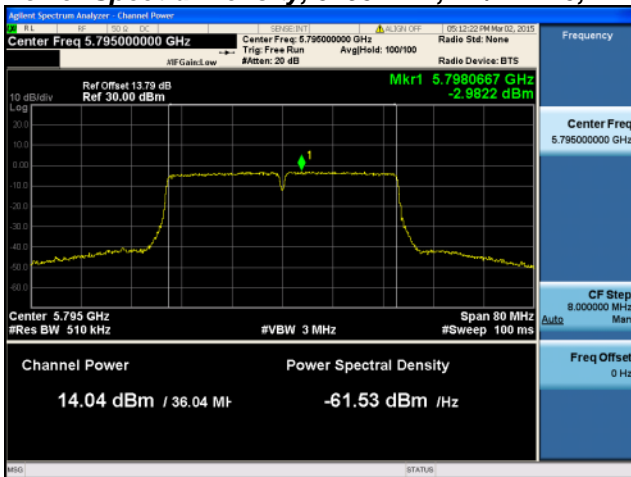 Agilent Spectrum Analyzer - Channel Power
RL RF 50 Ω DC SENSE:INT ALIGN OFF 05:12:22 PM Mar 02, 2015
Center Freq 5.795000000 GHz
Center Freq: 5.795000000 GHz
Radio Std: None
Trig: Free Run Avg|Hold: 100/100
#IFGain:Low #Atten: 20 dB Radio Device: BTS
Frequency
Mkr1 5.7980667 GHz
-2.9822 dBm
Ref Offset 13.79 dB
10 dB/div Ref 30.00 dBm
Log
20.0
10.0
0.00
-10.0
-20.0
-30.0
-40.0
-50.0
-60.0
1
Center 5.795 GHz Span 80 MHz
#Res BW 510 kHz #VBW 3 MHz #Sweep 100 ms
Center Freq
5.795000000 GHz
CF Step
8.000000 MHz
Auto Man
Freq Offset
0 Hz
Channel Power Power Spectral Density
14.04 dBm / 36.04 MH -61.53 dBm /Hz
MSG STATUS